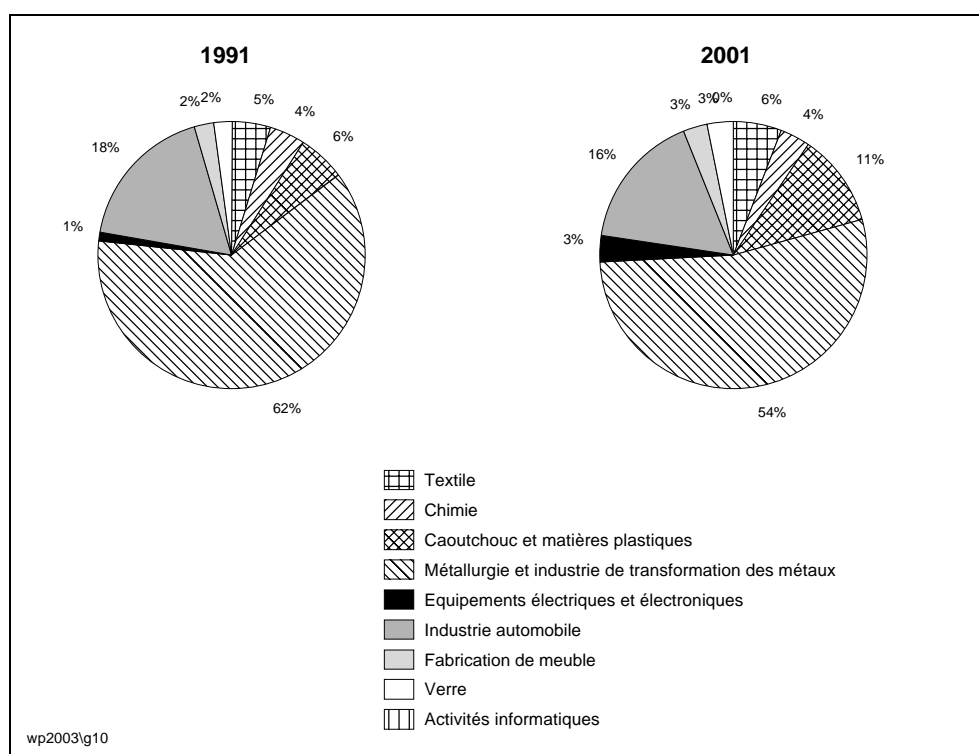 1991
2001
2%
2%
5%
4%
6%
18%
1%
62%
3%
3%
0%
6%
4%
11%
16%
3%
54%
Textile
Chimie
Caoutchouc et matières plastiques
Métallurgie et industrie de transformation des métaux
Equipements électriques et électroniques
Industrie automobile
Fabrication de meuble
Verre
Activités informatiques
wp2003\g10